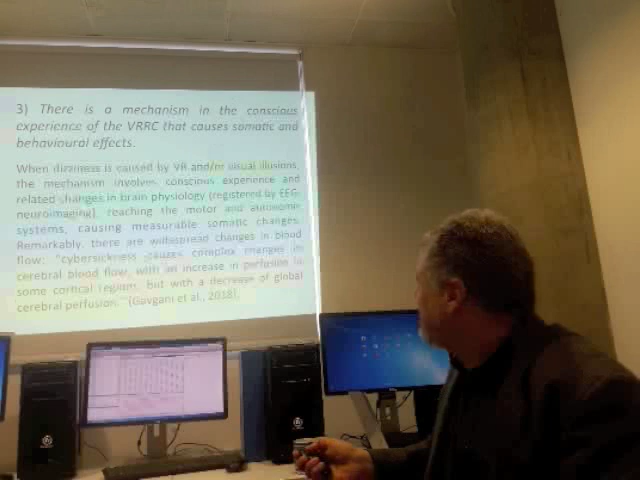 3) There is a mechanism in the conscious
experience of the VRRC that causes somatic and
behavioural effects.
When dizziness is caused by VR and/or visual illusions,
the mechanism involves conscious experience and
related changes in brain physiology (registered by EEG,
neuroimaging), reaching the motor and autonomic
systems, causing measurable somatic changes.
Remarkably, there are widespread changes in blood
flow: "cybersickness causes complex changes in
cerebral blood flow, with an increase in perfusion in
some cortical regions, but with a decrease of global
cerebral perfusion." (Gavgani et al., 2018).